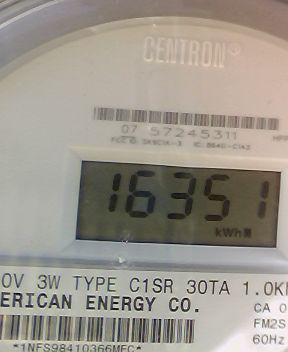 CENTRON®
07 57245311
16351
kWh
0V 3W TYPE C1SR 30TA 1.0K
ERICAN ENERGY CO.
CA 0
FM2S
60Hz
*1NFS98410366MFC*